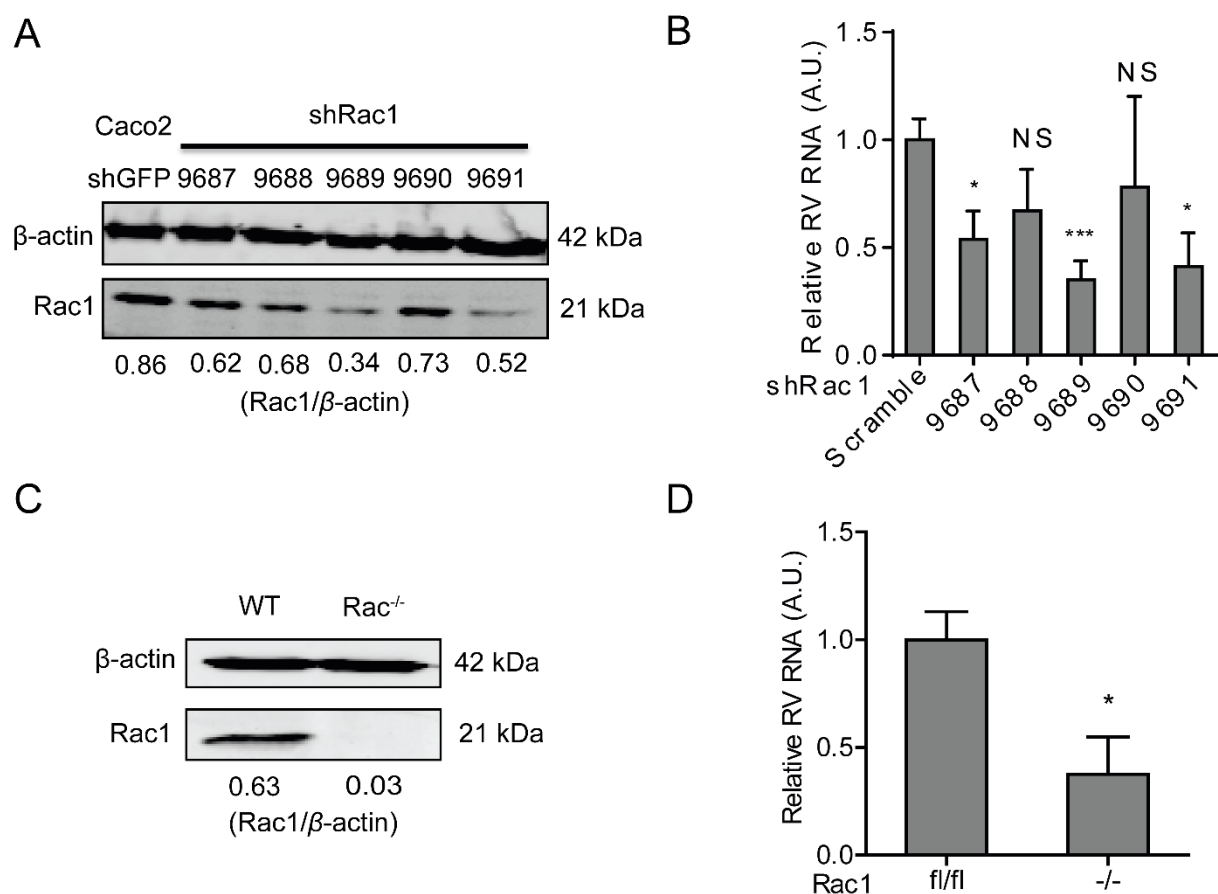 A
Caco2 shRac1
shGFP 9687 9688 9689 9690 9691
β-actin 42 kDa
Rac1 21 kDa
0.86 0.62 0.68 0.34 0.73 0.52
(Rac1/β-actin)
B
Relative RV RNA (A.U.)
1.5
1.0
0.5
0.0
* NS *** NS *
shRac1
Scramble 9687 9688 9689 9690 9691
C
WT Rac-/-
β-actin 42 kDa
Rac1 21 kDa
0.63 0.03
(Rac1/β-actin)
D
Relative RV RNA (A.U.)
1.5
1.0
0.5
0.0
*
Rac1 fl/fl -/-